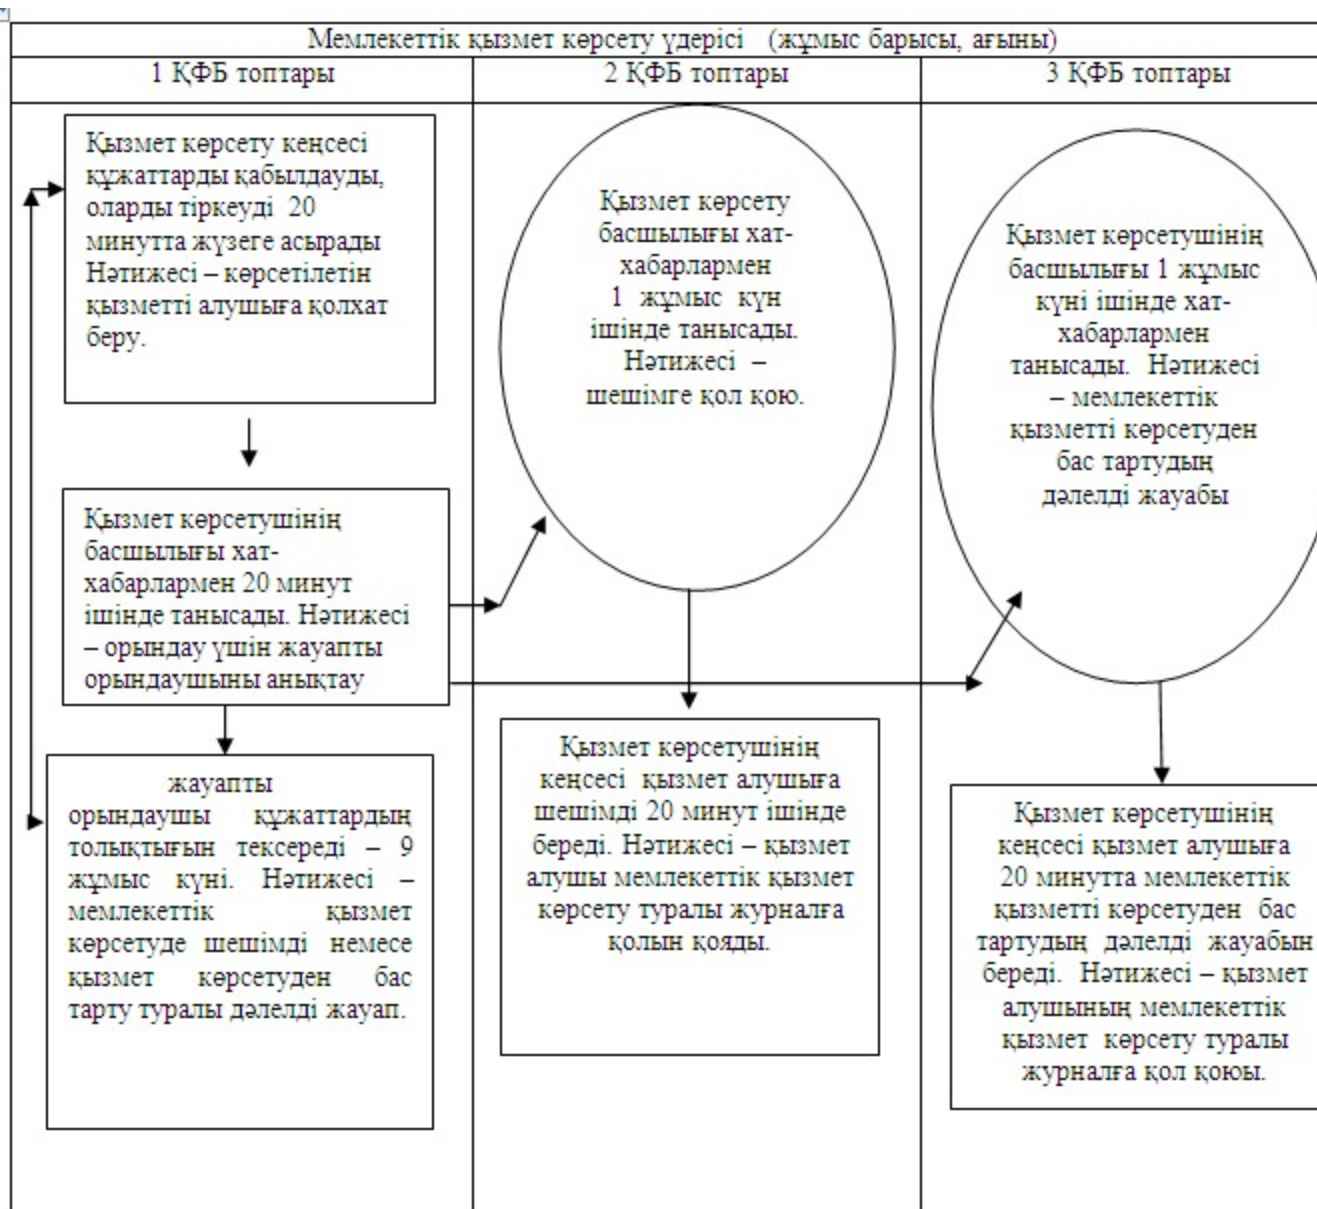 Мемлекеттік қызмет көрсету үдерісі (жұмыс барысы, ағыны)
1 ҚФБ топтары
2 ҚФБ топтары
3 ҚФБ топтары
Қызмет көрсету кеңсесі
құжаттарды қабылдауды,
оларды тіркеуді 20
минутта жүзеге асырады
Нәтижесі – көрсетілетін
қызметті алушыға қолхат
беру.
Қызмет көрсетушінің
басшылығы хат-
хабарлармен 20 минут
ішінде танысады. Нәтижесі
– орындау үшін жауапты
орындаушыны анықтау
жауапты
орындаушы құжаттардың
толықтығын тексереді – 9
жұмыс күні. Нәтижесі –
мемлекеттік қызмет
көрсетуде шешімді немесе
қызмет көрсетуден бас
тарту туралы дәлелді жауап.
Қызмет көрсету
басшылығы хат-
хабарлармен
1 жұмыс күн
ішінде танысады.
Нәтижесі –
шешімге қол қою.
Қызмет көрсетушінің
кеңсесі қызмет алушыға
шешімді 20 минут ішінде
береді. Нәтижесі – қызмет
алушы мемлекеттік қызмет
көрсету туралы журналға
қолын қояды.
Қызмет көрсетушінің
басшылығы 1 жұмыс
күні ішінде хат-
хабарлармен
танысады. Нәтижесі
– мемлекеттік
қызметті көрсетуден
бас тартудың
дәлелді жауабы
Қызмет көрсетушінің
кеңсесі қызмет алушыға
20 минутта мемлекеттік
қызметті көрсетуден бас
тартудың дәлелді жауабын
береді. Нәтижесі – қызмет
алушының мемлекеттік
қызмет көрсету туралы
журналға қол қоюы.